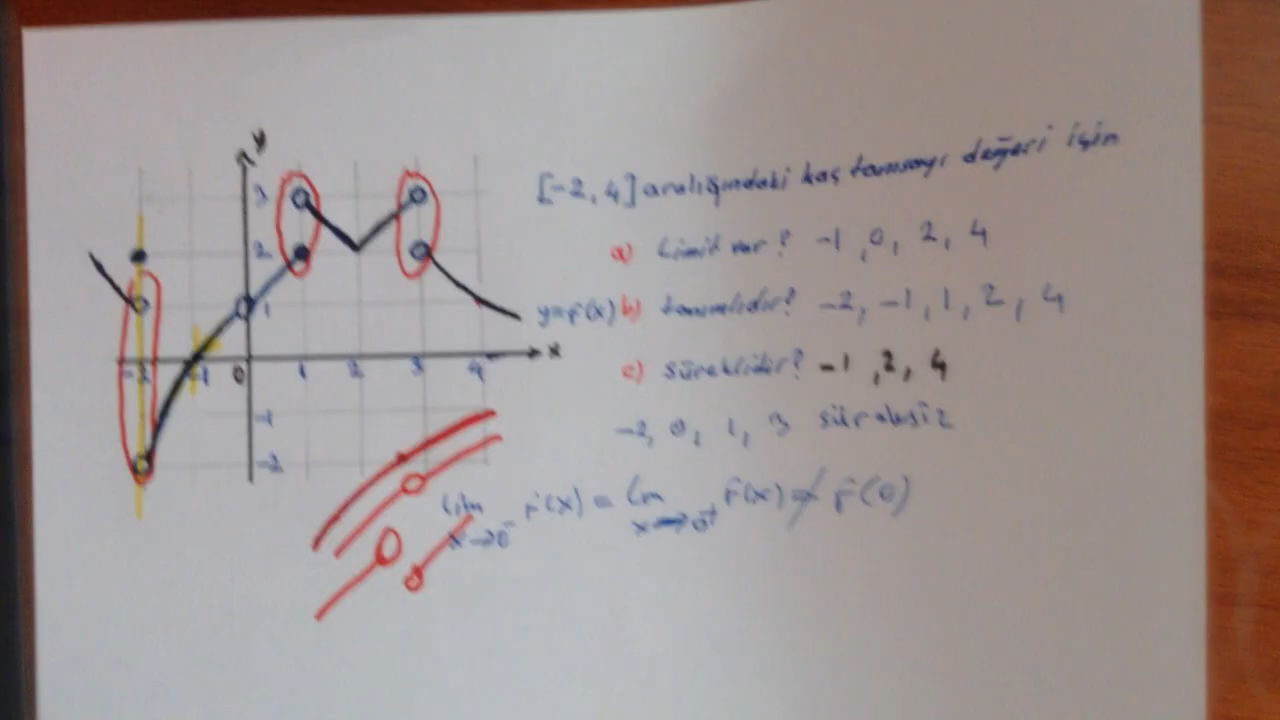 y
3
2
1
-2 -1 0 1 2 3 4 x
-1
-2
[-2, 4] aralığındaki kaç tamsayı değeri için
a) Limit var? -1, 0, 2, 4
y=f(x) b) tanımlıdır? -2, -1, 1, 2, 4
c) süreklidir? -1, 2, 4
-2, 0, 1, 3 süreksiz
lim x→0⁻ f(x) = lim x→0⁺ f(x) ≠ f(0)